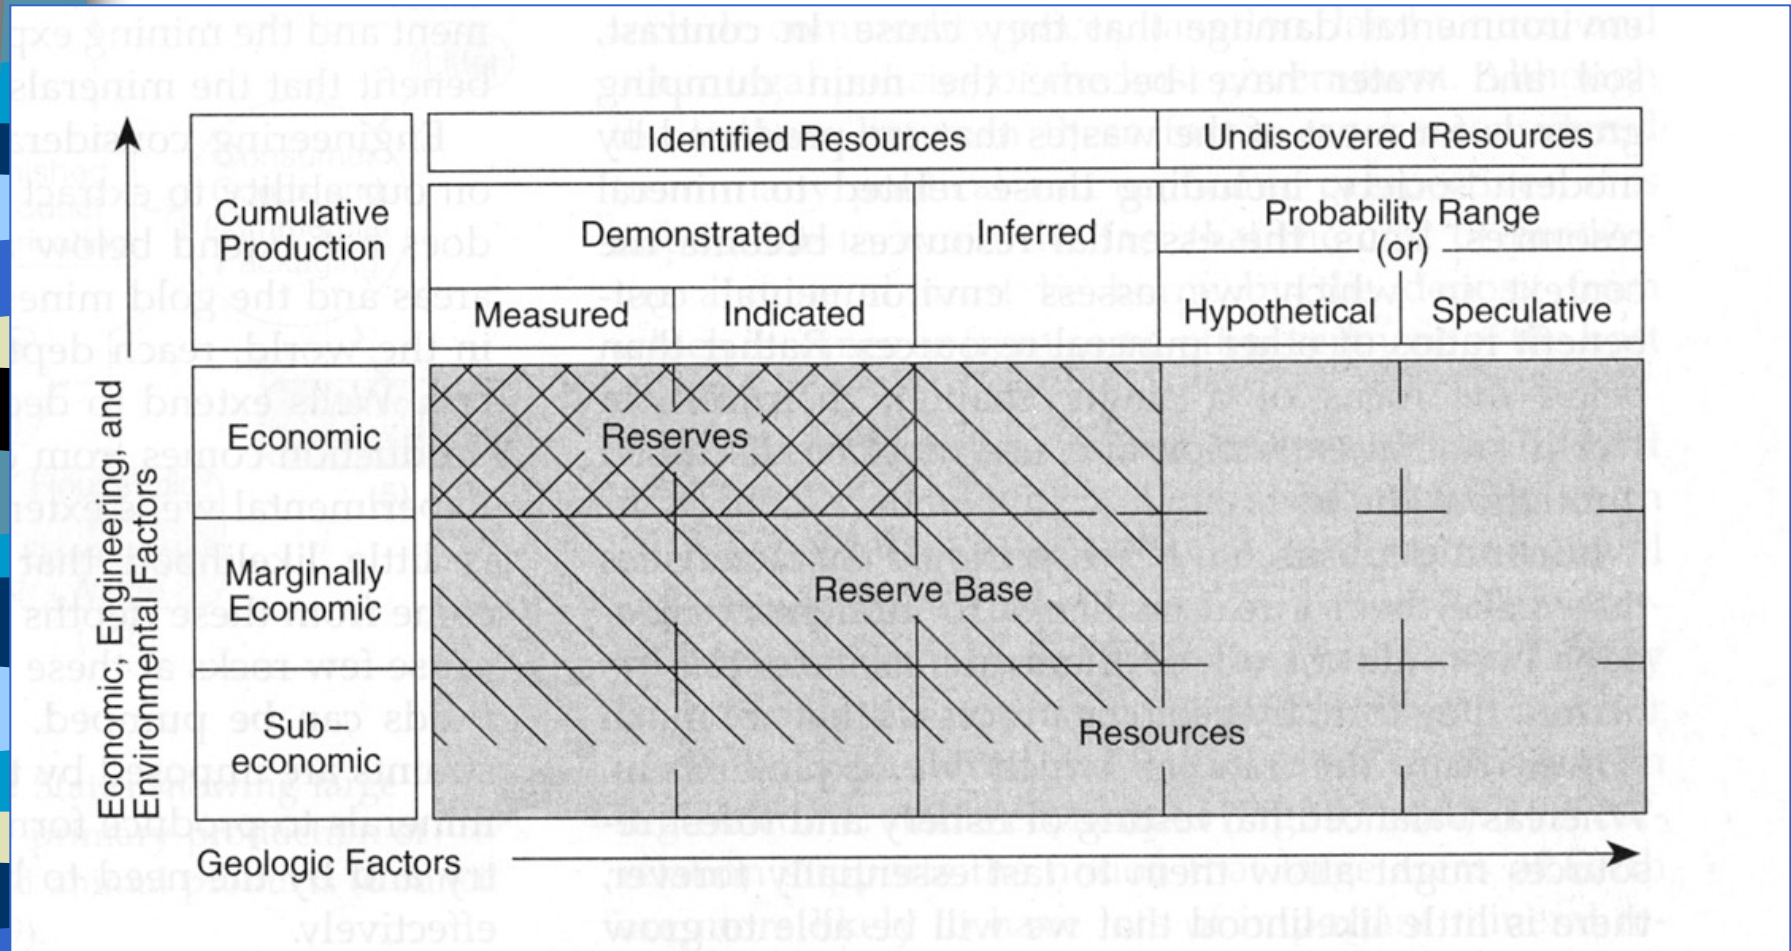 Identified Resources
Undiscovered Resources
Cumulative
Production
Demonstrated
Inferred
Probability Range
(or)
Measured
Indicated
Hypothetical
Speculative
Economic, Engineering, and
Environmental Factors
Economic
Reserves
Marginally
Economic
Reserve Base
Sub–
economic
Resources
Geologic Factors